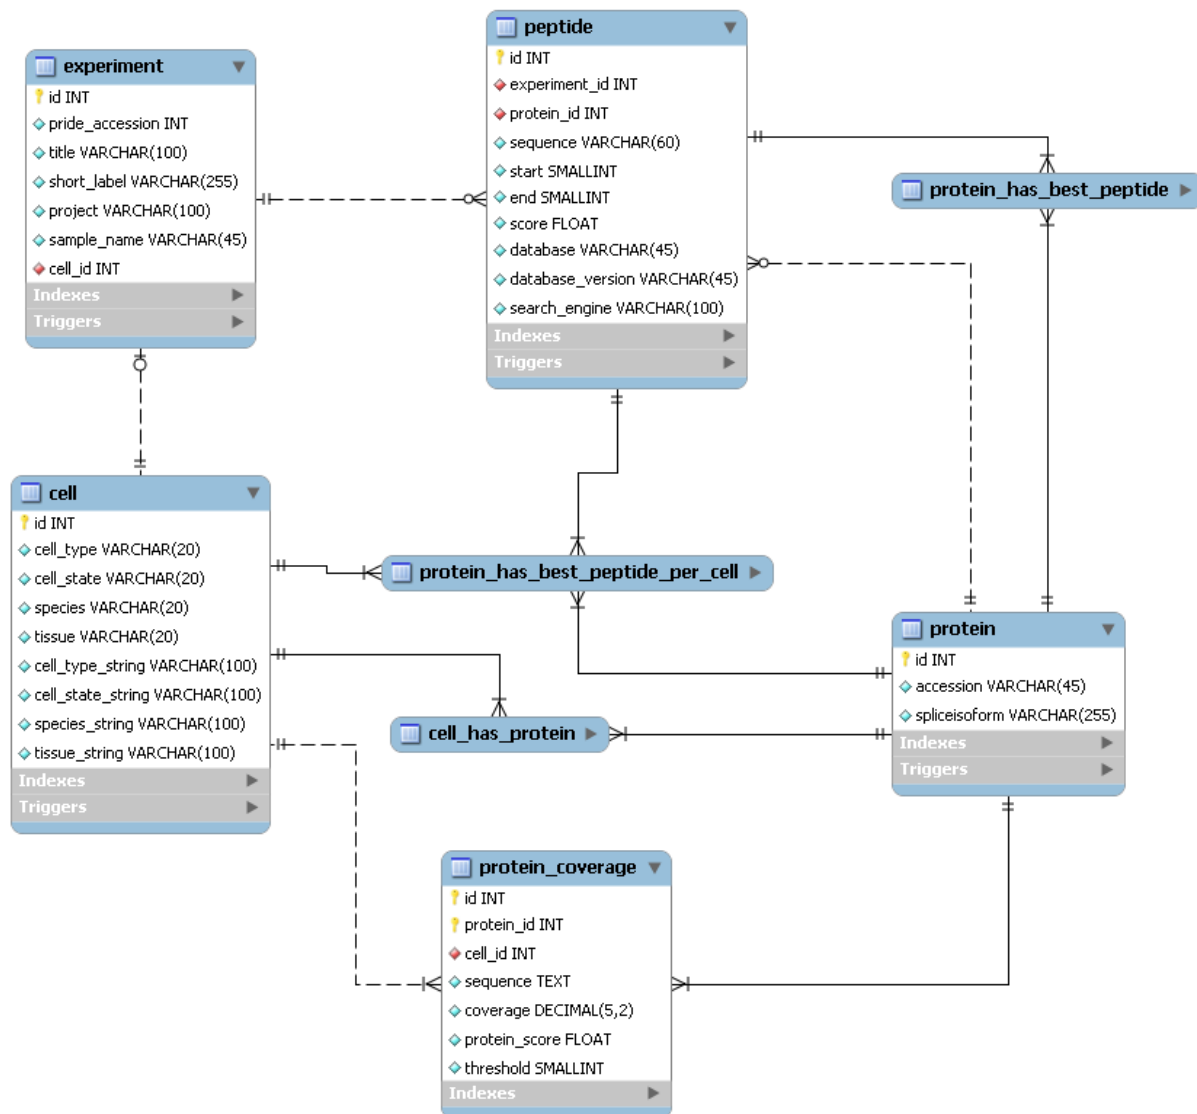 peptide
id INT
experiment_id INT
protein_id INT
sequence VARCHAR(60)
start SMALLINT
end SMALLINT
score FLOAT
database VARCHAR(45)
database_version VARCHAR(45)
search_engine VARCHAR(100)
Indexes
Triggers
experiment
id INT
pride_accession INT
title VARCHAR(100)
short_label VARCHAR(255)
project VARCHAR(100)
sample_name VARCHAR(45)
cell_id INT
Indexes
Triggers
protein_has_best_peptide
cell
id INT
cell_type VARCHAR(20)
cell_state VARCHAR(20)
species VARCHAR(20)
tissue VARCHAR(20)
cell_type_string VARCHAR(100)
cell_state_string VARCHAR(100)
species_string VARCHAR(100)
tissue_string VARCHAR(100)
Indexes
Triggers
protein_has_best_peptide_per_cell
cell_has_protein
protein
id INT
accession VARCHAR(45)
spliceisoform VARCHAR(255)
Indexes
Triggers
protein_coverage
id INT
protein_id INT
cell_id INT
sequence TEXT
coverage DECIMAL(5,2)
protein_score FLOAT
threshold SMALLINT
Indexes